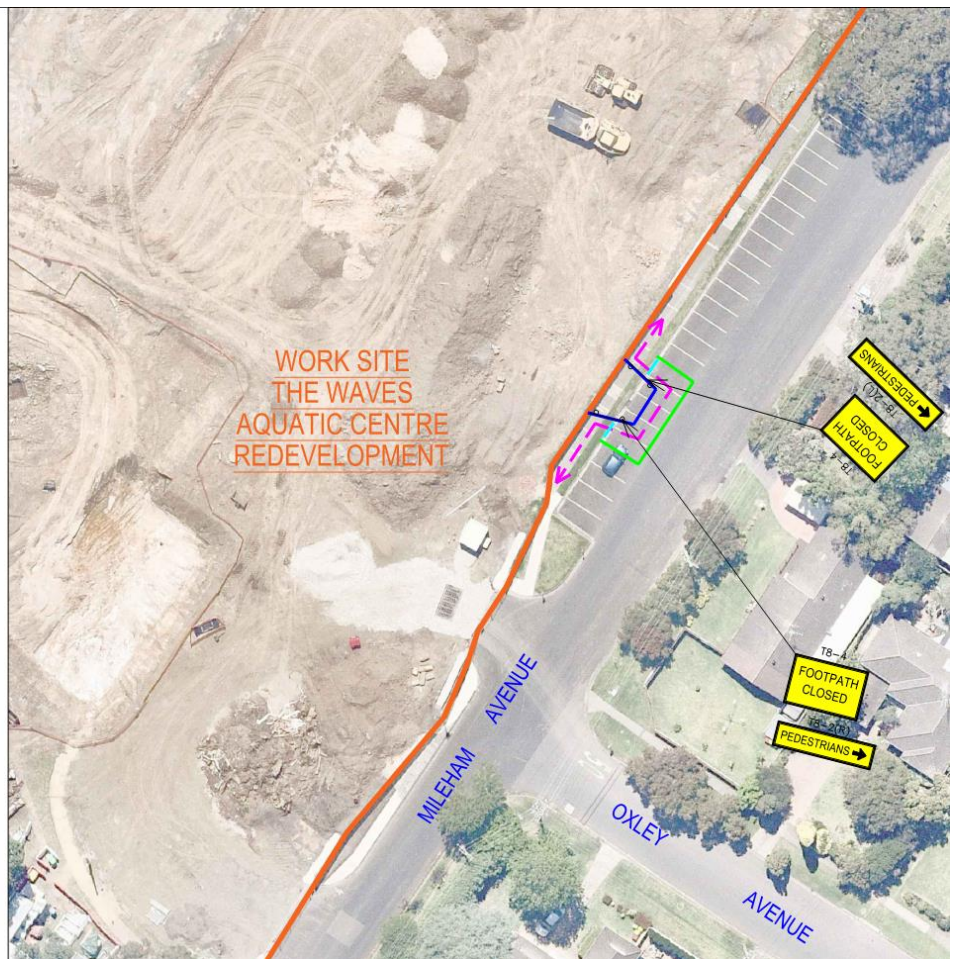 WORK SITE
THE WAVES
AQUATIC CENTRE
REDEVELOPMENT
PEDESTRIANS
T8-2(L)
FOOTPATH
CLOSED
T8-4
T8-4
FOOTPATH
CLOSED
T8-2(R)
PEDESTRIANS
MILEHAM AVENUE
OXLEY AVENUE